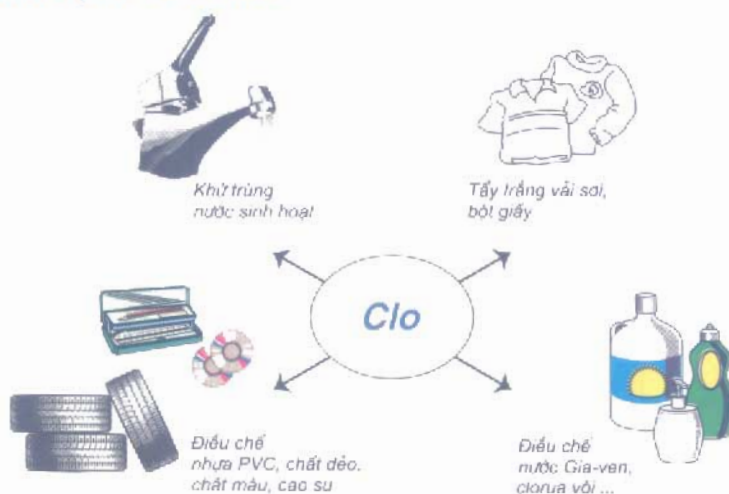 Khử trùng
nước sinh hoạt
Tẩy trắng vải sợi,
bột giấy
Clo
Điều chế
nhựa PVC, chất dẻo,
chất màu, cao su
Điều chế
nước Gia-ven,
clorua vôi ...